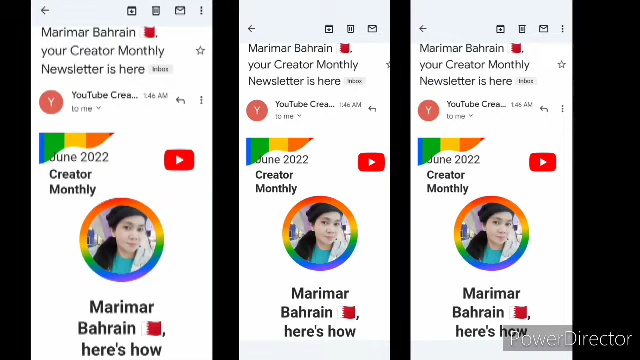 Marimar Bahrain 🇧🇭,
your Creator Monthly
Newsletter is here Inbox
Y
YouTube Crea... 1:46 AM
to me
June 2022
Creator
Monthly
Marimar
Bahrain 🇧🇭,
here's how
Marimar Bahrain 🇧🇭,
your Creator Monthly
Newsletter is here Inbox
Y
YouTube Crea... 1:46 AM
to me
June 2022
Creator
Monthly
Marimar
Bahrain 🇧🇭,
here's how
Marimar Bahrain 🇧🇭,
your Creator Monthly
Newsletter is here Inbox
Y
YouTube Crea... 1:46 AM
to me
June 2022
Creator
Monthly
Marimar
Bahrain 🇧🇭,
here's how
PowerDirector